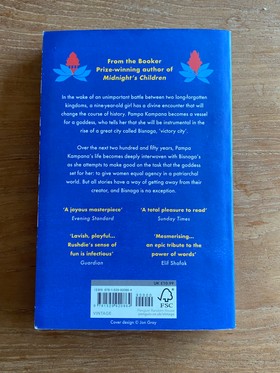 From the Booker
Prize-winning author of
Midnight's Children
In the wake of an unimportant battle between two long-forgotten
kingdoms, a nine-year-old girl has a divine encounter that will
change the course of history. Pampa Kampana becomes a vessel
for a goddess, who tells her that she will be instrumental in the
rise of a great city called Bisnaga, 'victory city'.
Over the next two hundred and fifty years, Pampa
Kampana's life becomes deeply interwoven with Bisnaga's
as she attempts to make good on the task that the goddess
set for her: to give women equal agency in a patriarchal
world. But all stories have a way of getting away from their
creator, and Bisnaga is no exception.
'A joyous masterpiece'
Evening Standard
'A total pleasure to read'
Sunday Times
'Lavish, playful...
Rushdie's sense
of fun is infectious'
Guardian
'Mesmerising...
an epic tribute to the
power of words'
Elif Shafak
FSC
Cover design © Jon Gray